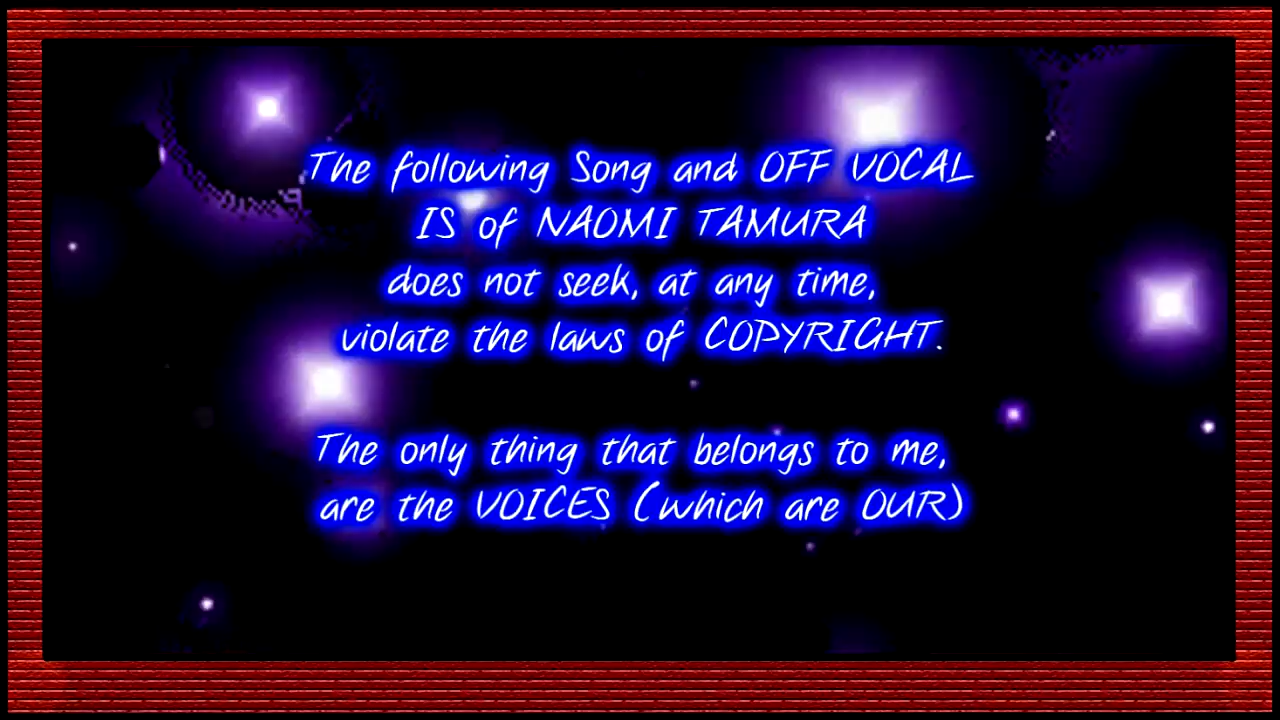 The following Song and OFF VOCAL
IS of NAOMI TAMURA
does not seek, at any time,
violate the laws of COPYRIGHT.
The only thing that belongs to me,
are the VOICES (which are OUR)